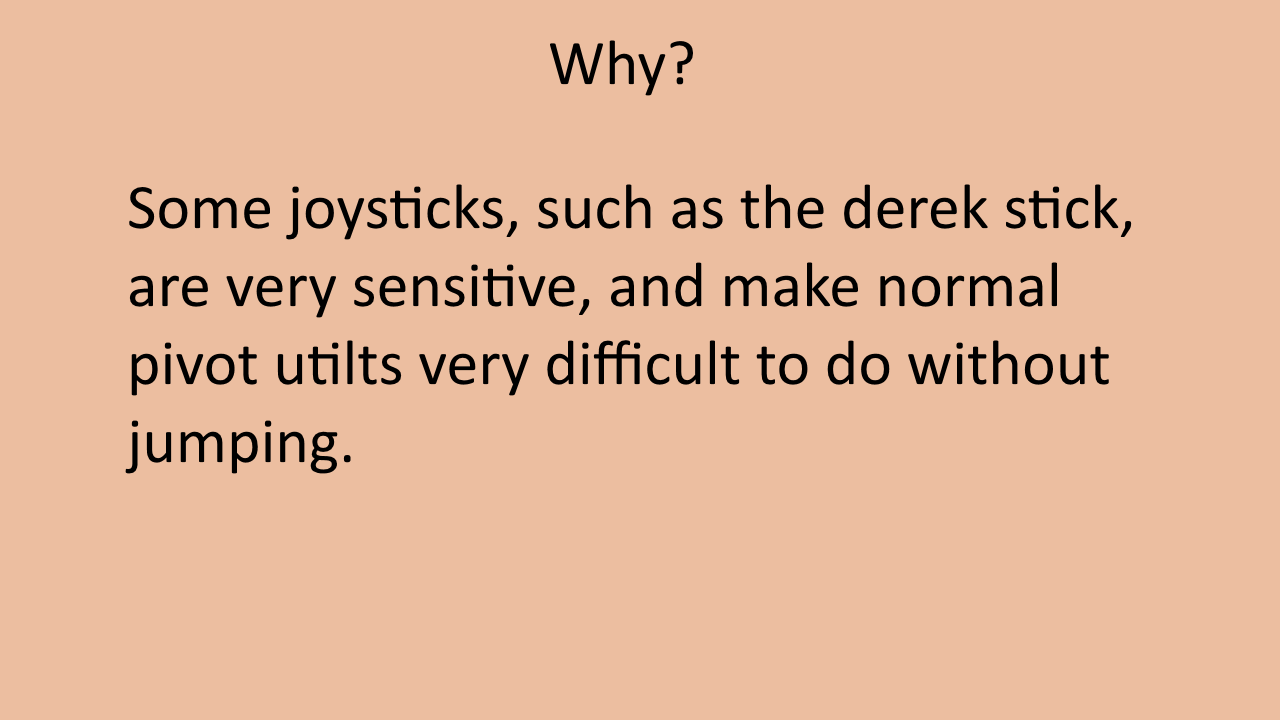 Why?
Some joysticks, such as the derek stick,
are very sensitive, and make normal
pivot utilts very difficult to do without
jumping.